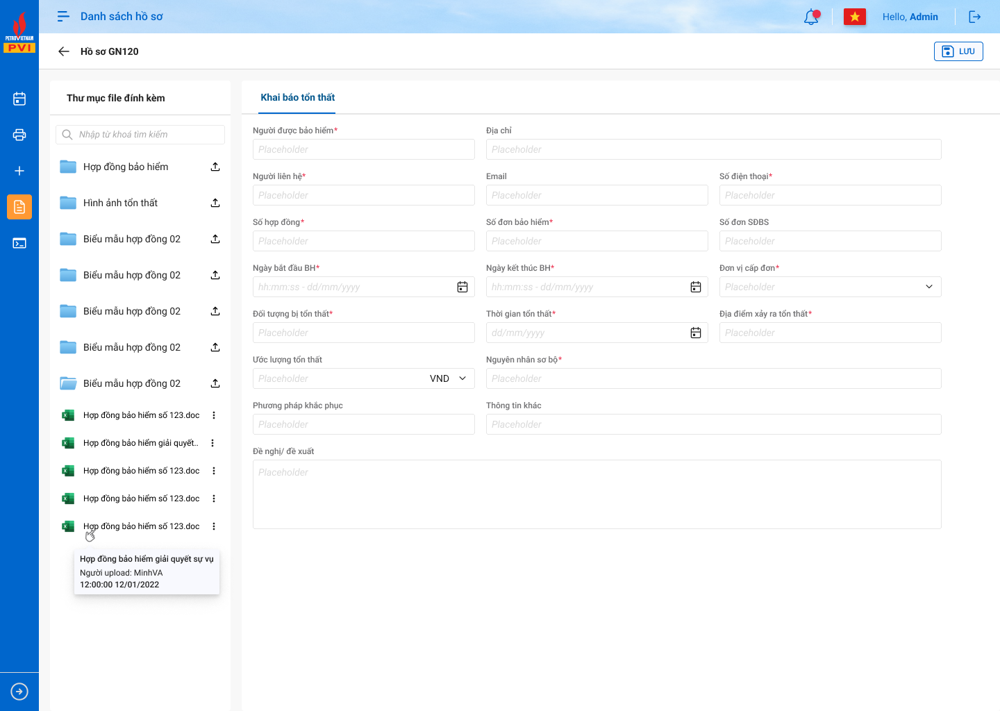 PETROVIETNAM
PVI
Danh sách hồ sơ
Hello, Admin
Hồ sơ GN120
LƯU
Thư mục file đính kèm
Nhập từ khoá tìm kiếm
Hợp đồng bảo hiểm
Hình ảnh tổn thất
Biểu mẫu hợp đồng 02
Biểu mẫu hợp đồng 02
Biểu mẫu hợp đồng 02
Biểu mẫu hợp đồng 02
Biểu mẫu hợp đồng 02
Hợp đồng bảo hiểm số 123.doc
Hợp đồng bảo hiểm giải quyết..
Hợp đồng bảo hiểm số 123.doc
Hợp đồng bảo hiểm số 123.doc
Hợp đồng bảo hiểm số 123.doc
Hợp đồng bảo hiểm giải quyết sự vụ
Người upload: MinhVA
12:00:00 12/01/2022
Khai báo tổn thất
Người được bảo hiểm*
Placeholder
Địa chỉ
Placeholder
Người liên hệ*
Placeholder
Email
Placeholder
Số điện thoại*
Placeholder
Số hợp đồng*
Placeholder
Số đơn bảo hiểm*
Placeholder
Số đơn SĐBS
Placeholder
Ngày bắt đầu BH*
hh:mm:ss - dd/mm/yyyy
Ngày kết thúc BH*
hh:mm:ss - dd/mm/yyyy
Đơn vị cấp đơn*
Placeholder
Đối tượng bị tổn thất*
Placeholder
Thời gian tổn thất*
dd/mm/yyyy
Địa điểm xảy ra tổn thất*
Placeholder
Ước lượng tổn thất
Placeholder VND
Nguyên nhân sơ bộ*
Placeholder
Phương pháp khắc phục
Placeholder
Thông tin khác
Placeholder
Đề nghị/ đề xuất
Placeholder